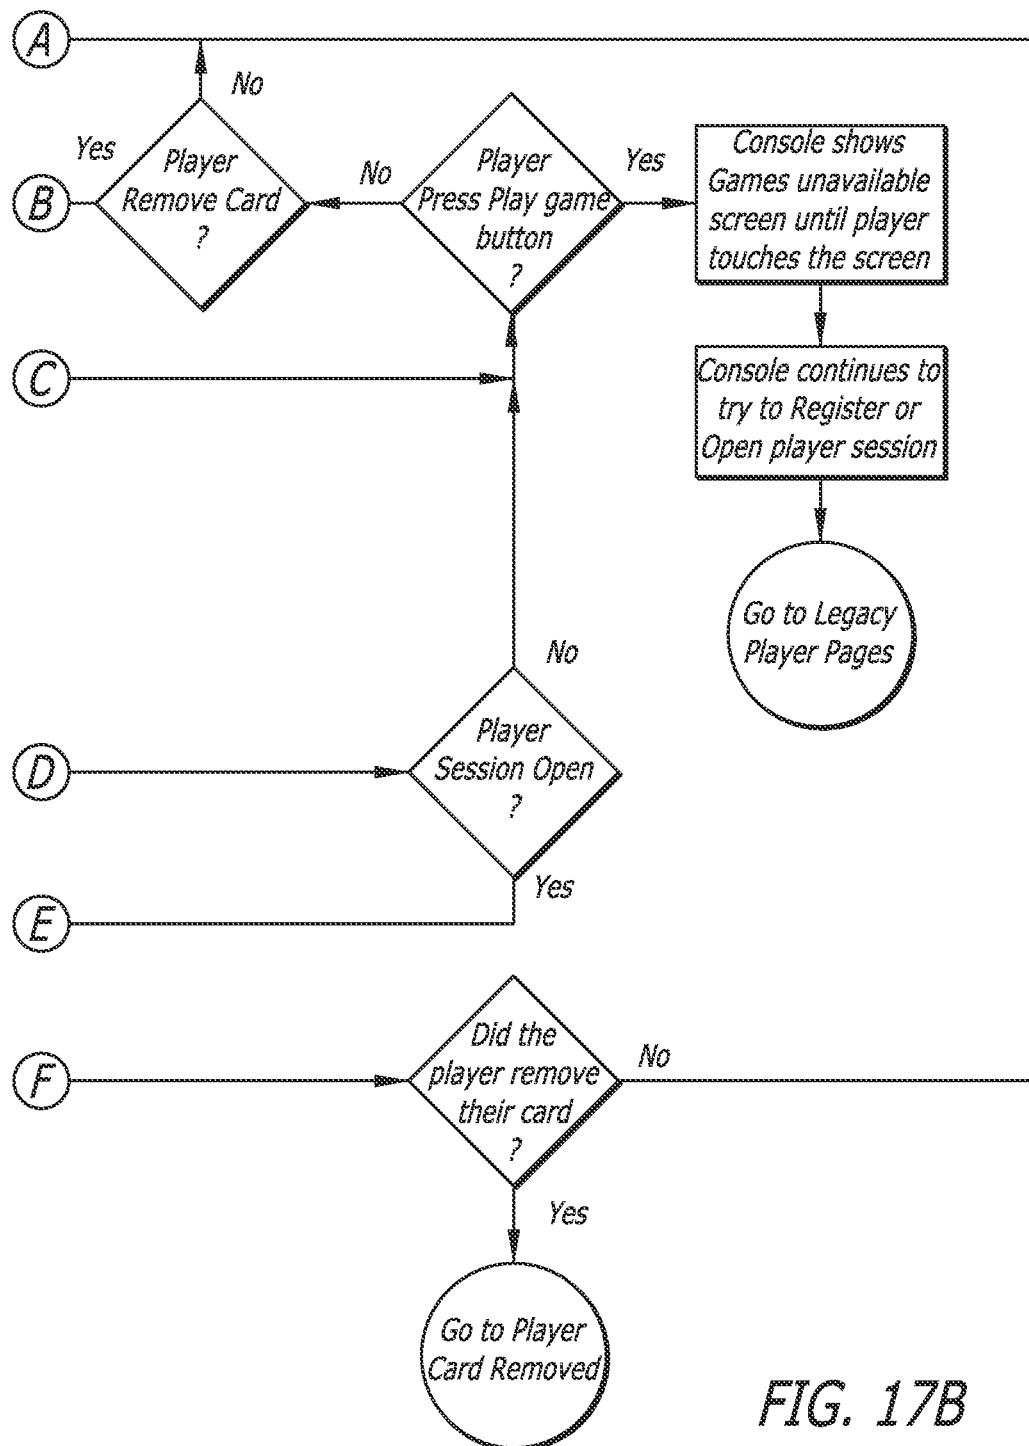 A
No
Yes
Player
Remove Card
?
B
No
Player
Press Play game
button
?
Yes
Console shows
Games unavailable
screen until player
touches the screen
C
Console continues to
try to Register or
Open player session
Go to Legacy
Player Pages
No
D
Player
Session Open
?
Yes
E
F
Did the
player remove
their card
?
No
Yes
Go to Player
Card Removed
FIG. 17B